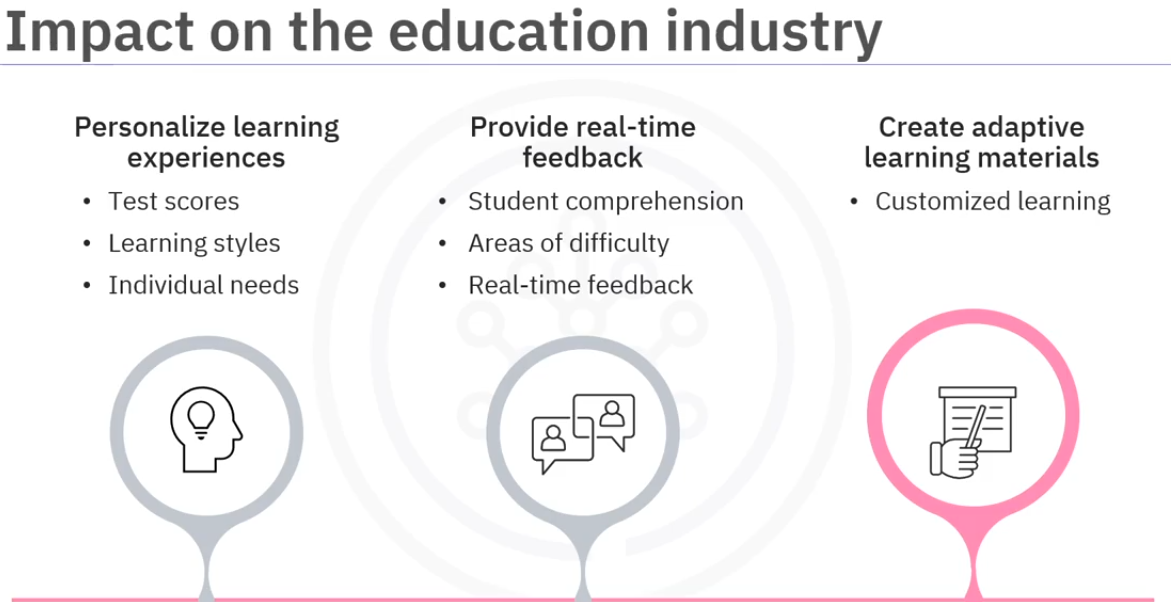 Impact on the education industry
Personalize learning
experiences
• Test scores
• Learning styles
• Individual needs
Provide real-time
feedback
• Student comprehension
• Areas of difficulty
• Real-time feedback
Create adaptive
learning materials
• Customized learning